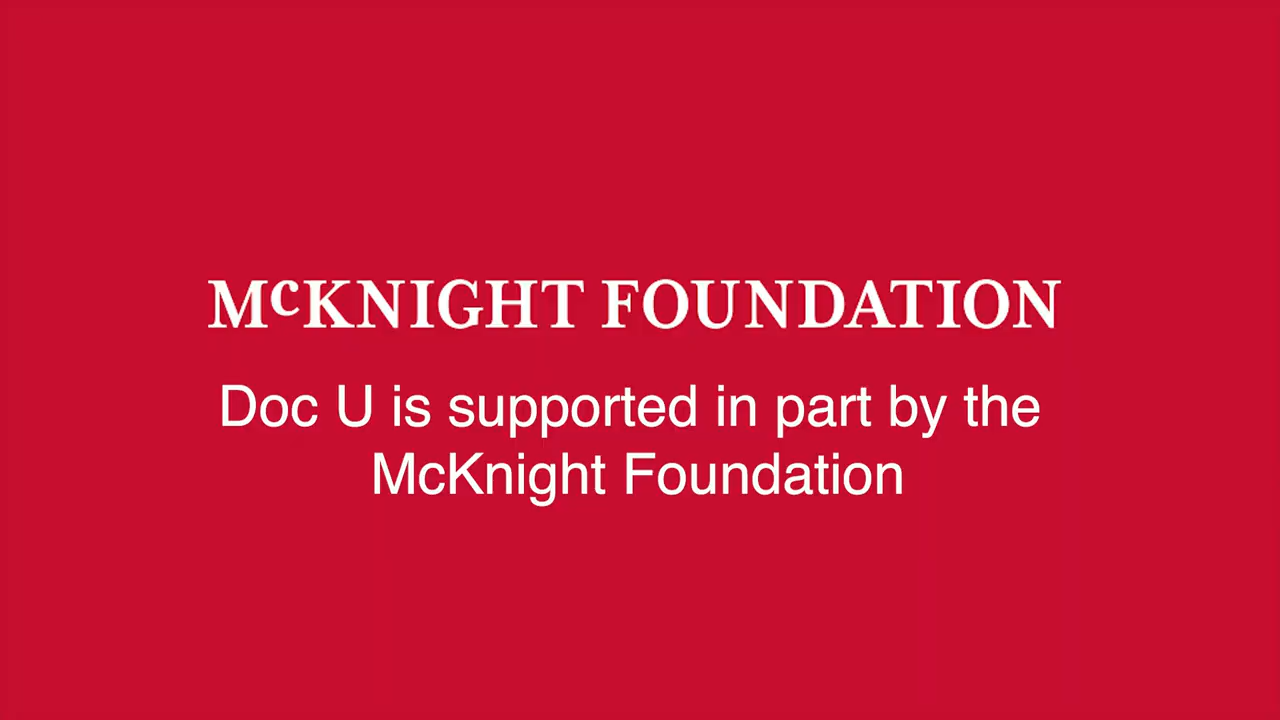 McKNIGHT FOUNDATION
Doc U is supported in part by the
McKnight Foundation